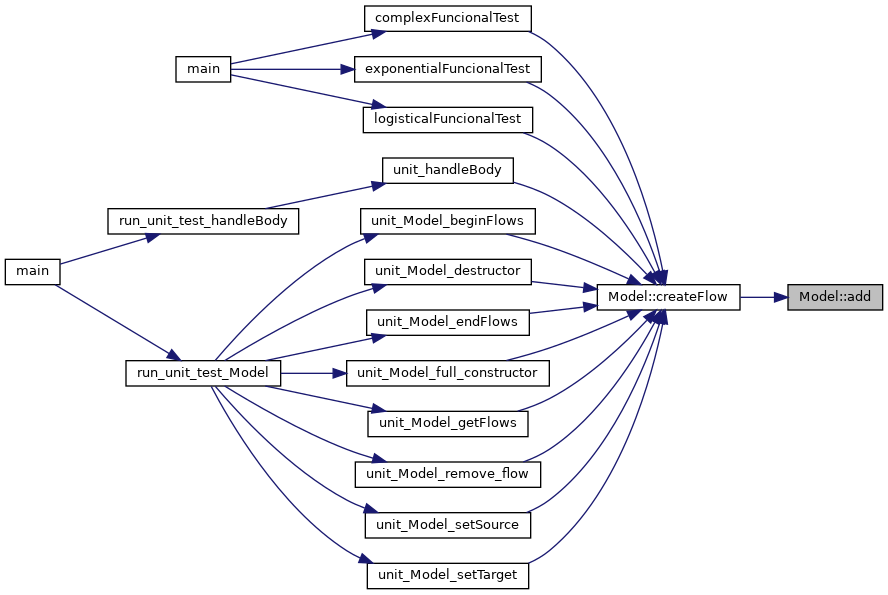 complexFuncionalTest
main
exponentialFuncionalTest
logisticalFuncionalTest
unit_handleBody
run_unit_test_handleBody
unit_Model_beginFlows
main
unit_Model_destructor
Model::createFlow
Model::add
unit_Model_endFlows
run_unit_test_Model
unit_Model_full_constructor
unit_Model_getFlows
unit_Model_remove_flow
unit_Model_setSource
unit_Model_setTarget